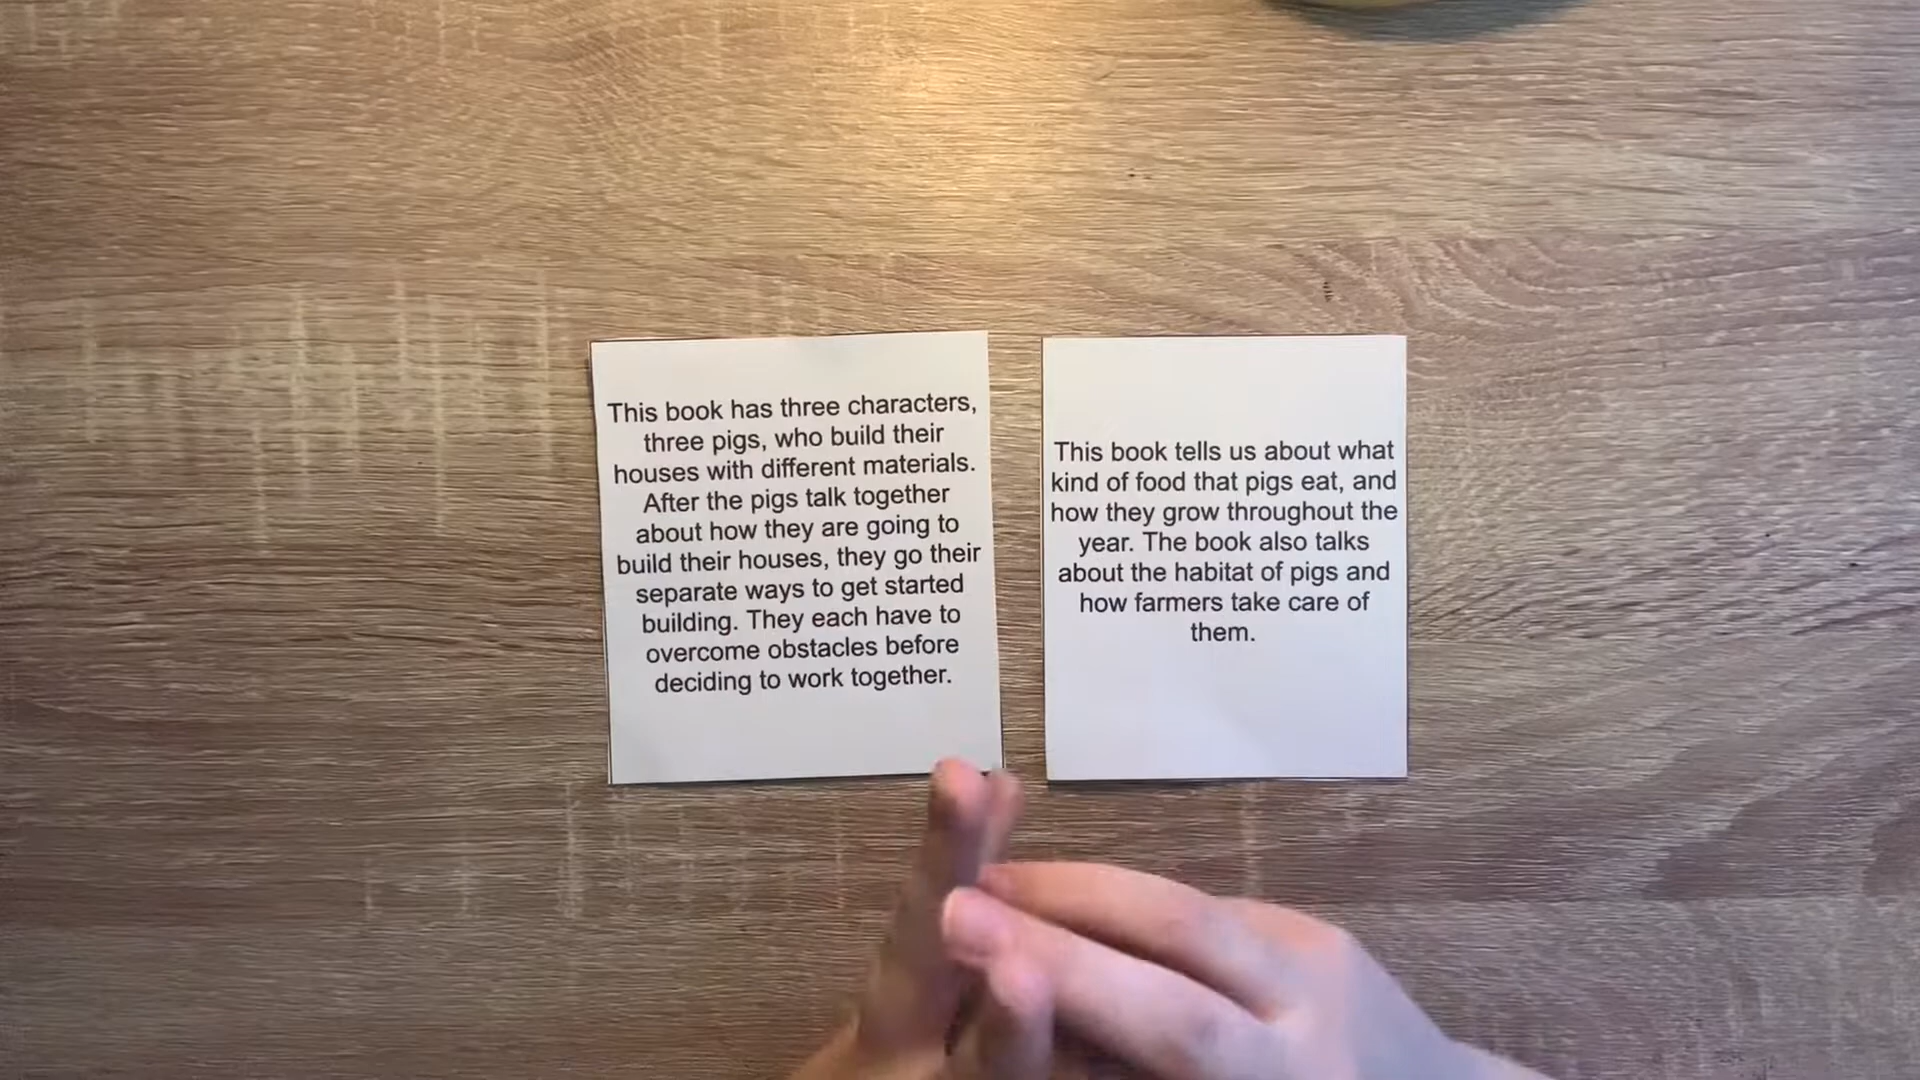 This book has three characters,
three pigs, who build their
houses with different materials.
After the pigs talk together
about how they are going to
build their houses, they go their
separate ways to get started
building. They each have to
overcome obstacles before
deciding to work together.
This book tells us about what
kind of food that pigs eat, and
how they grow throughout the
year. The book also talks
about the habitat of pigs and
how farmers take care of
them.